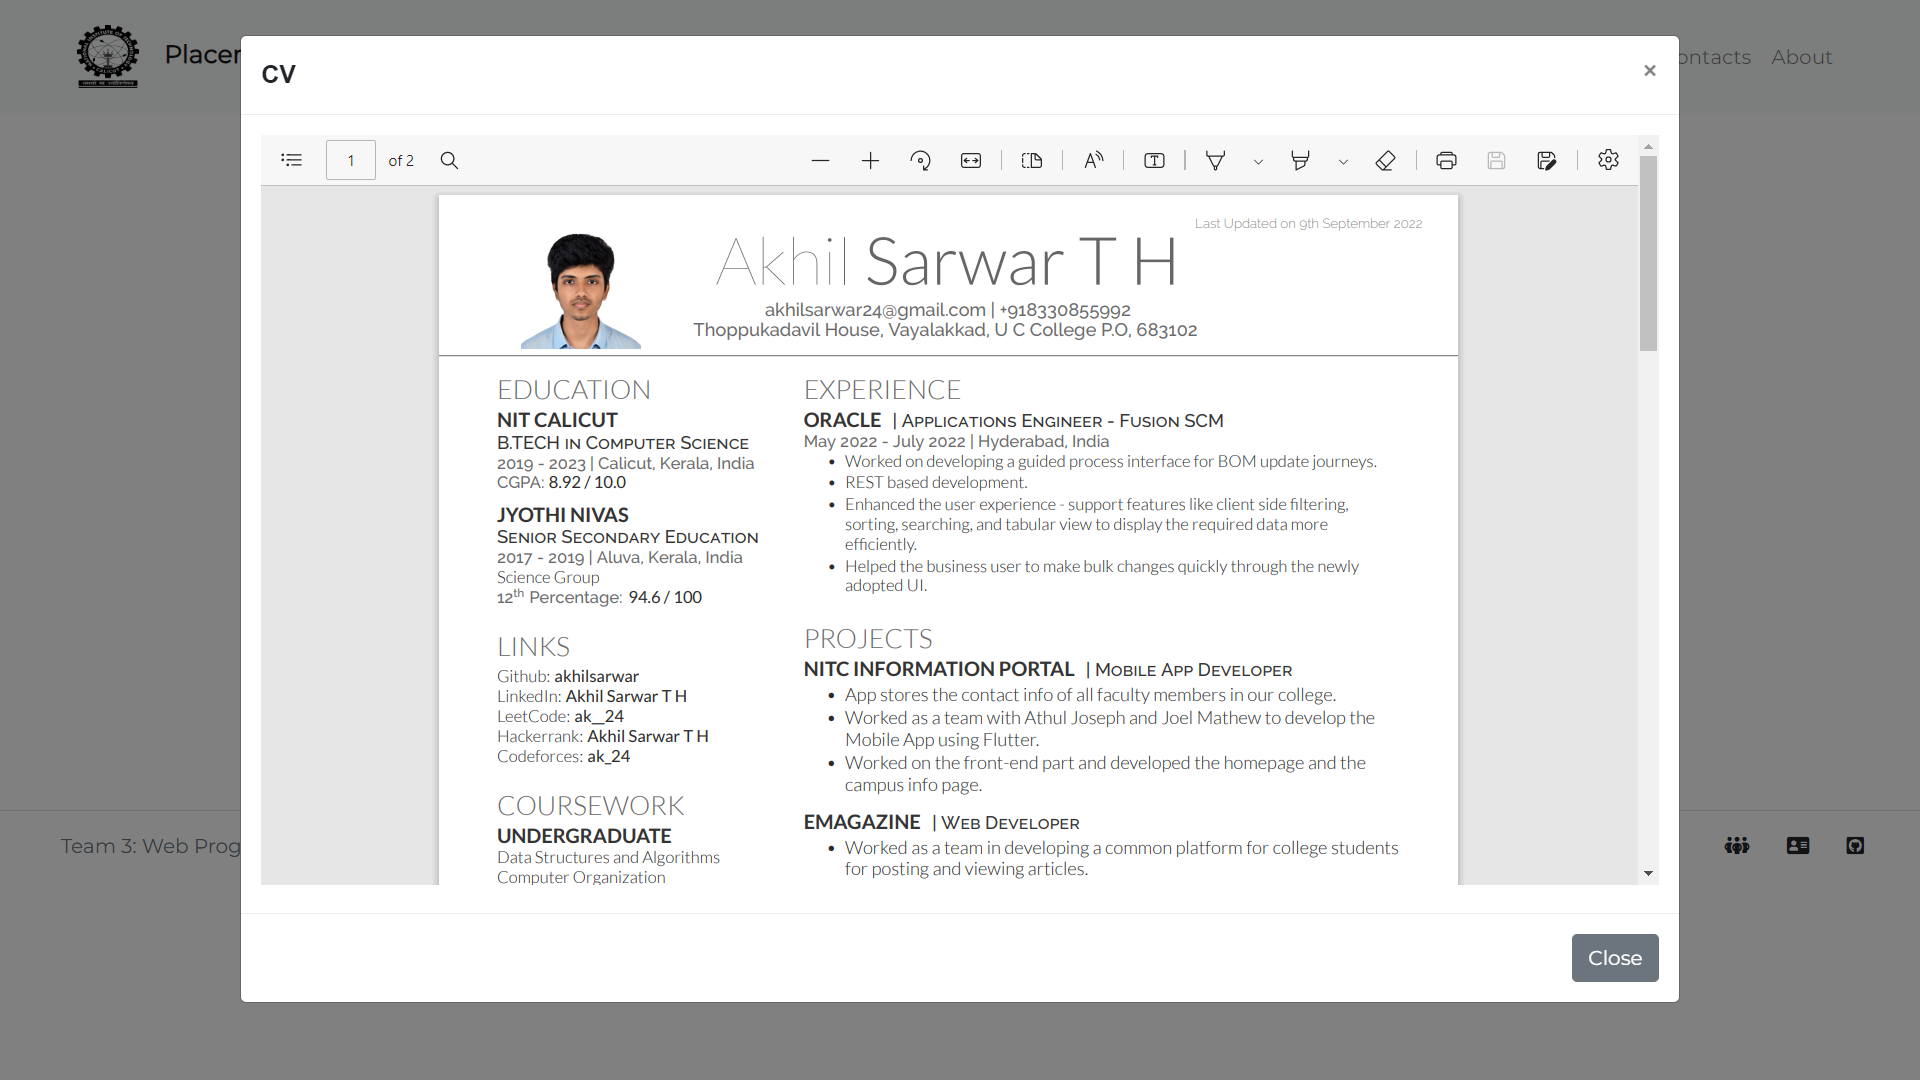 Placem
ontacts About
CV
×
1 of 2
Last Updated on 9th September 2022
Akhil Sarwar T H
akhilsarwar24@gmail.com | +918330855992
Thoppukadavil House, Vayalakkad, U C College P.O, 683102
EDUCATION
NIT CALICUT
B.TECH IN COMPUTER SCIENCE
2019 - 2023 | Calicut, Kerala, India
CGPA: 8.92 / 10.0
JYOTHI NIVAS
SENIOR SECONDARY EDUCATION
2017 - 2019 | Aluva, Kerala, India
Science Group
12th Percentage: 94.6 / 100
LINKS
Github: akhilsarwar
LinkedIn: Akhil Sarwar T H
LeetCode: ak__24
Hackerrank: Akhil Sarwar T H
Codeforces: ak_24
COURSEWORK
UNDERGRADUATE
Data Structures and Algorithms
Computer Organization
EXPERIENCE
ORACLE | APPLICATIONS ENGINEER - FUSION SCM
May 2022 - July 2022 | Hyderabad, India
• Worked on developing a guided process interface for BOM update journeys.
• REST based development.
• Enhanced the user experience - support features like client side filtering,
sorting, searching, and tabular view to display the required data more
efficiently.
• Helped the business user to make bulk changes quickly through the newly
adopted UI.
PROJECTS
NITC INFORMATION PORTAL | MOBILE APP DEVELOPER
• App stores the contact info of all faculty members in our college.
• Worked as a team with Athul Joseph and Joel Mathew to develop the
Mobile App using Flutter.
• Worked on the front-end part and developed the homepage and the
campus info page.
EMAGAZINE | WEB DEVELOPER
• Worked as a team in developing a common platform for college students
for posting and viewing articles.
Team 3: Web Prog
Close